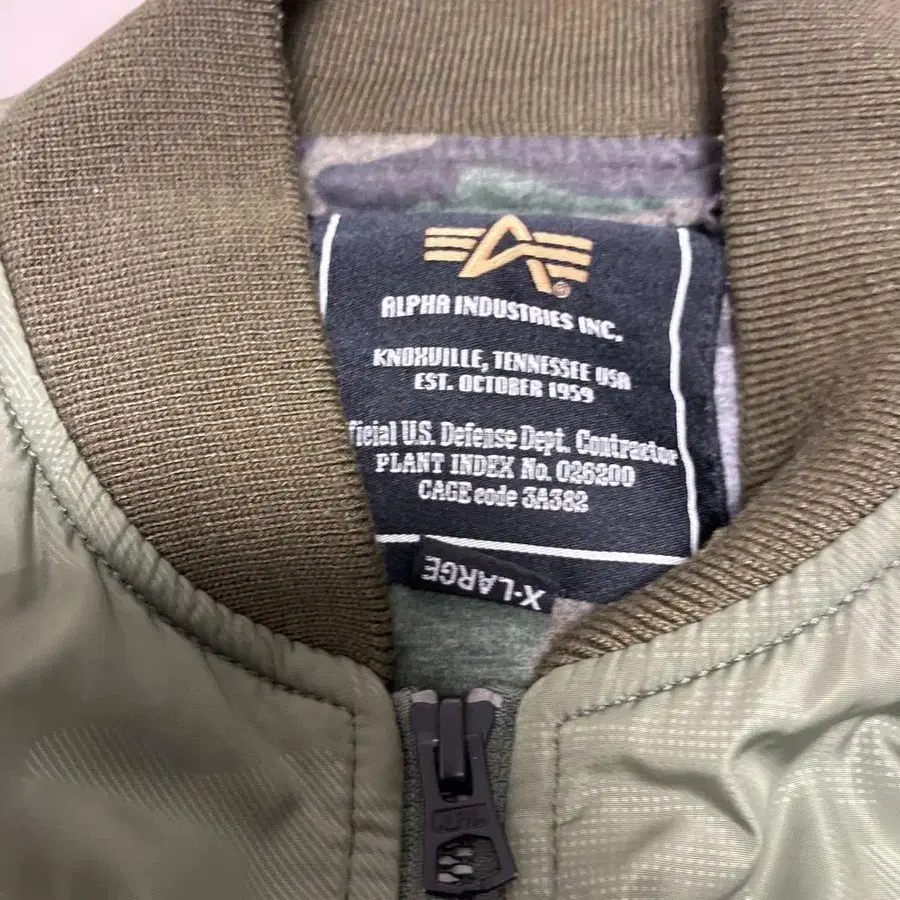 ALPHA INDUSTRIES INC.
KNOXVILLE, TENNESSEE USA
EST. OCTOBER 1959
ficial U.S. Defense Dept. Contractor
PLANT INDEX No. 026200
CAGE code 3A382
X-LARGE